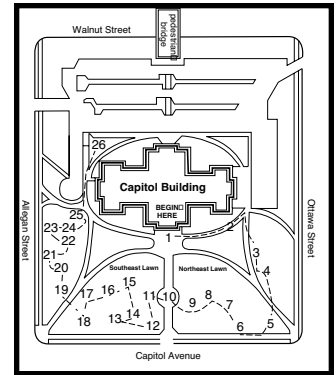 Walnut Street
pedestrian
bridge
26
Capitol Building
BEGIND
HERE
Allegan Street
Ottawa Street
25
23 24
22
21
20
19
18
17
16
15
14
13
12
11
10
9
8
7
6
5
4
3
2
1
Southeast Lawn
Northeast Lawn
Capitol Avenue